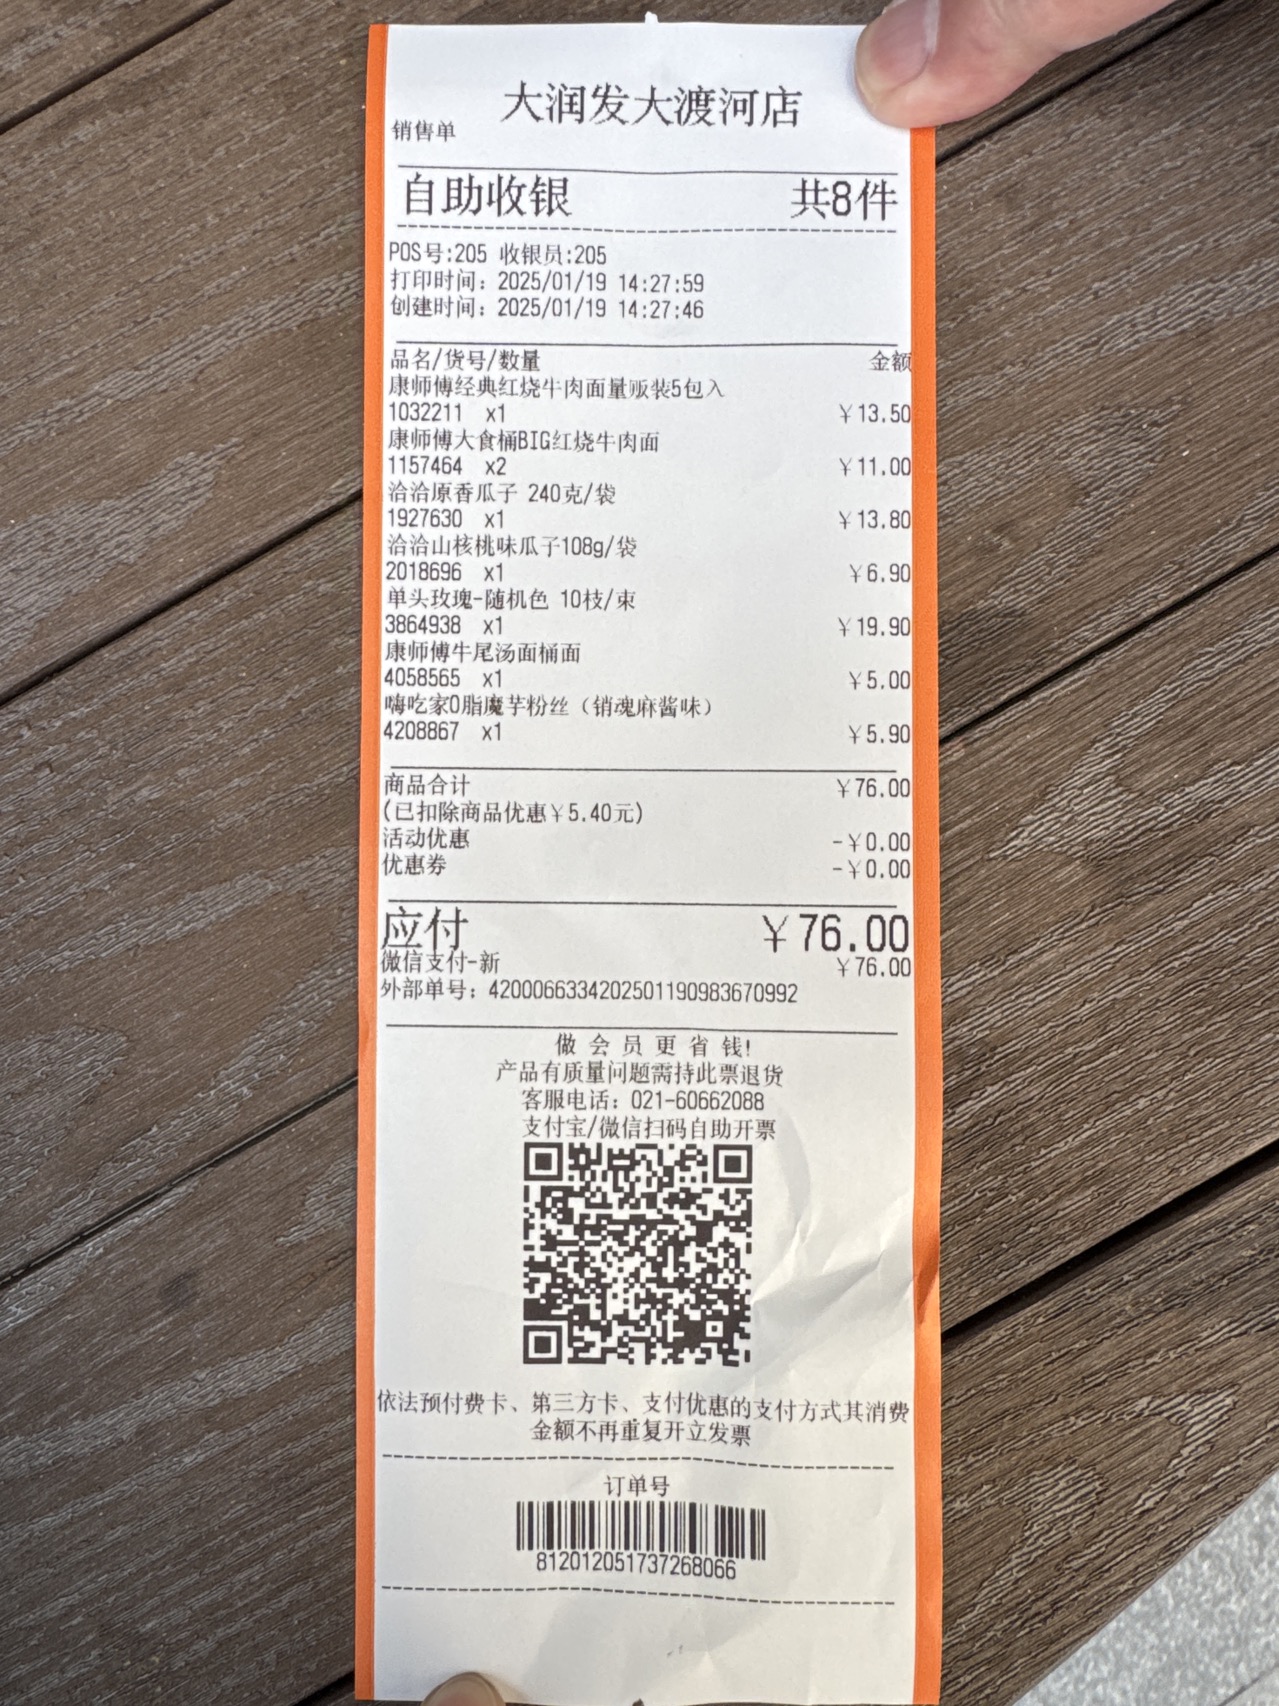 大润发大渡河店
销售单
自助收银 共8件
POS号:205 收银员:205
打印时间：2025/01/19 14:27:59
创建时间：2025/01/19 14:27:46
品名/货号/数量 金额
康师傅经典红烧牛肉面量贩装5包入
1032211 x1 ￥13.50
康师傅大食桶BIG红烧牛肉面
1157464 x2 ￥11.00
洽洽原香瓜子 240克/袋
1927630 x1 ￥13.80
洽洽山核桃味瓜子108g/袋
2018696 x1 ￥6.90
单头玫瑰-随机色 10枝/束
3864938 x1 ￥19.90
康师傅牛尾汤面桶面
4058565 x1 ￥5.00
嗨吃家0脂魔芋粉丝（销魂麻酱味）
4208867 x1 ￥5.90
商品合计 ￥76.00
(已扣除商品优惠￥5.40元)
活动优惠 -￥0.00
优惠券 -￥0.00
应付 ￥76.00
微信支付-新 ￥76.00
外部单号：4200066334202501190983670992
做会员更省钱!
产品有质量问题需持此票退货
客服电话：021-60662088
支付宝/微信扫码自助开票
依法预付费卡、第三方卡、支付优惠的支付方式其消费
金额不再重复开立发票
订单号
812012051737268066